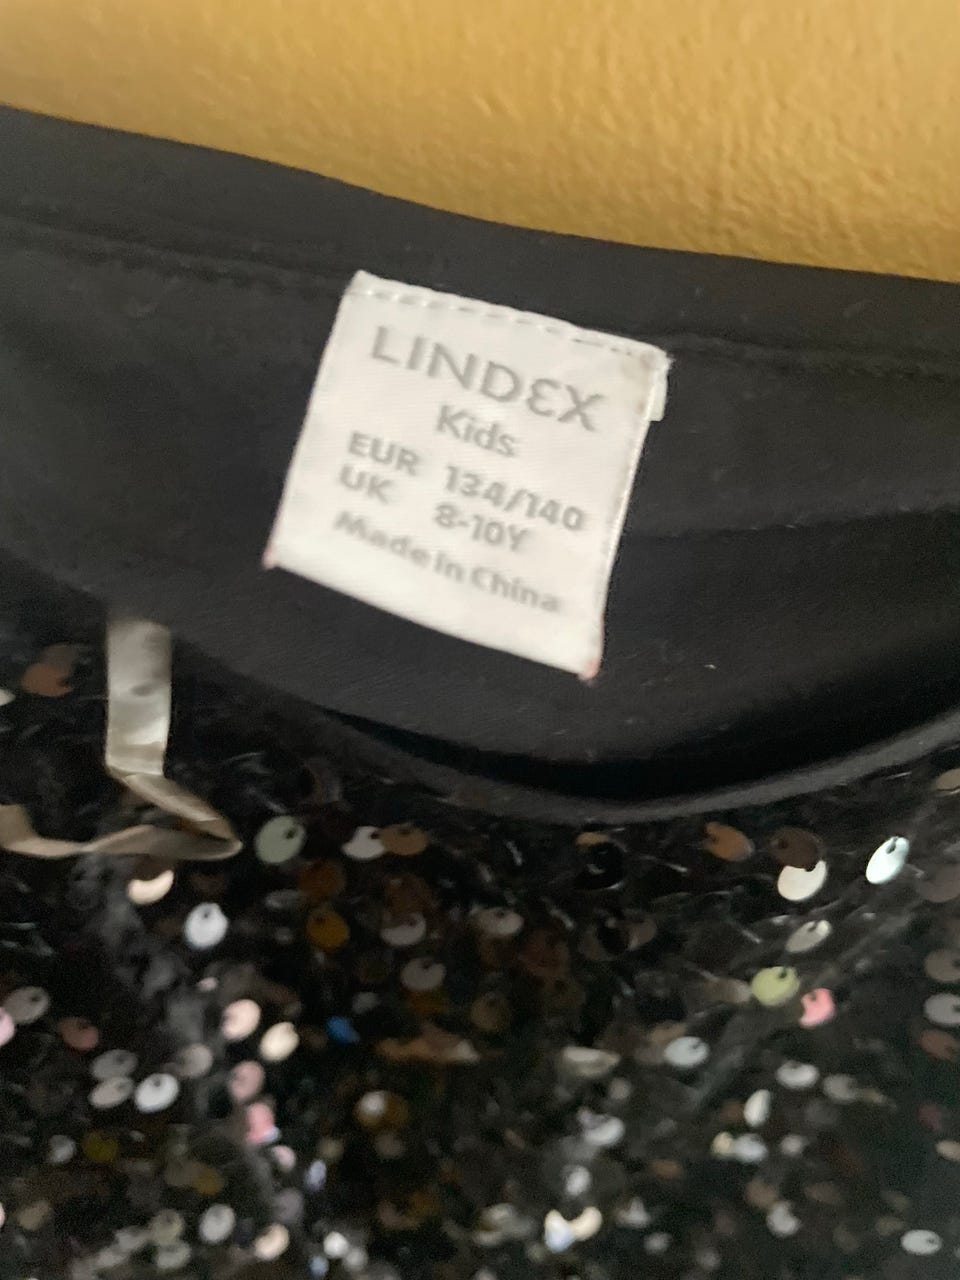 LINDEX
Kids
EUR 134/140
UK 8-10Y
Made in China